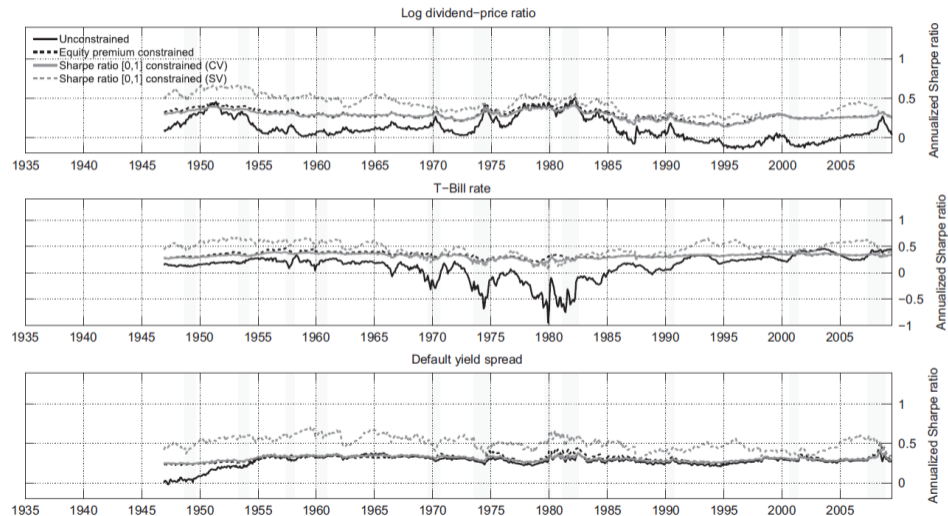 Log dividend–price ratio
Unconstrained
Equity premium constrained
Sharpe ratio [0,1] constrained (CV)
Sharpe ratio [0,1] constrained (SV)
1
0.5
0
Annualized Sharpe ratio
1935 1940 1945 1950 1955 1960 1965 1970 1975 1980 1985 1990 1995 2000 2005
T−Bill rate
1
0.5
0
−0.5
−1
Annualized Sharpe ratio
1935 1940 1945 1950 1955 1960 1965 1970 1975 1980 1985 1990 1995 2000 2005
Default yield spread
1
0.5
0
Annualized Sharpe ratio
1935 1940 1945 1950 1955 1960 1965 1970 1975 1980 1985 1990 1995 2000 2005